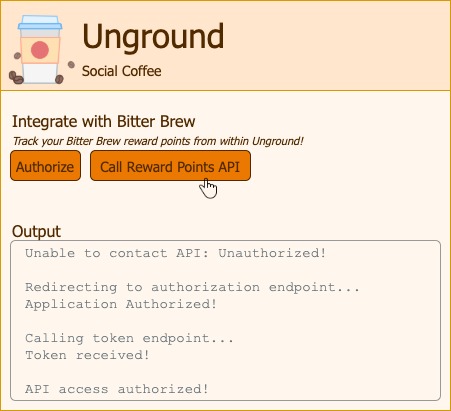 Unground
Social Coffee
Integrate with Bitter Brew
Track your Bitter Brew reward points from within Unground!
Authorize
Call Reward Points API
Output
Unable to contact API: Unauthorized!
Redirecting to authorization endpoint...
Application Authorized!
Calling token endpoint...
Token received!
API access authorized!